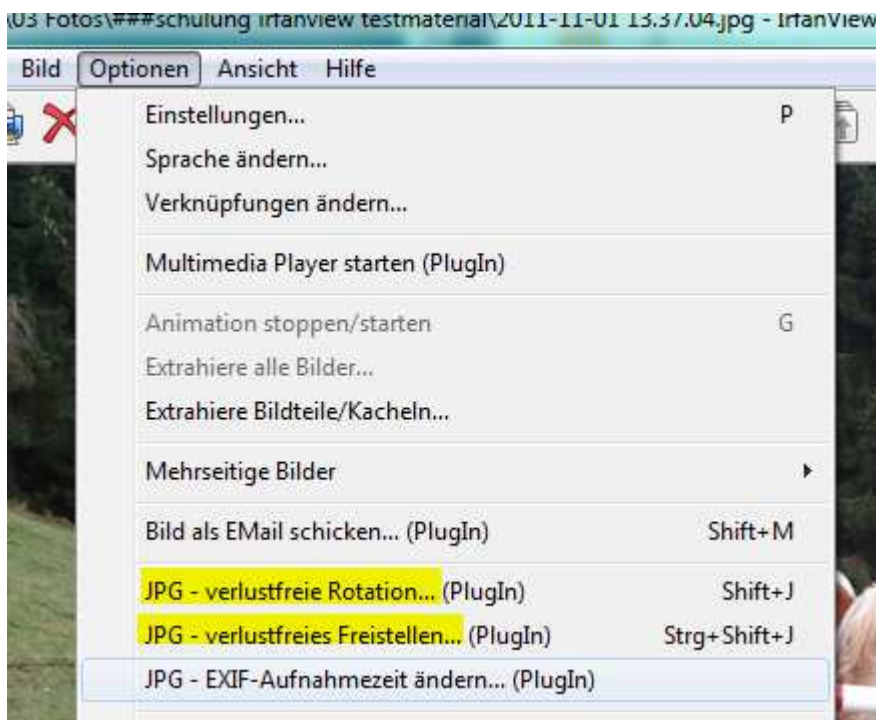 \03 Fotos\###schulung irfanview testmaterial\2011-11-01 13.37.04.jpg - IrfanView
Bild Optionen Ansicht Hilfe
Einstellungen... P
Sprache ändern...
Verknüpfungen ändern...
Multimedia Player starten (PlugIn)
Animation stoppen/starten G
Extrahiere alle Bilder...
Extrahiere Bildteile/Kacheln...
Mehrseitige Bilder
Bild als EMail schicken... (PlugIn) Shift+M
JPG - verlustfreie Rotation... (PlugIn) Shift+J
JPG - verlustfreies Freistellen... (PlugIn) Strg+Shift+J
JPG - EXIF-Aufnahmezeit ändern... (PlugIn)